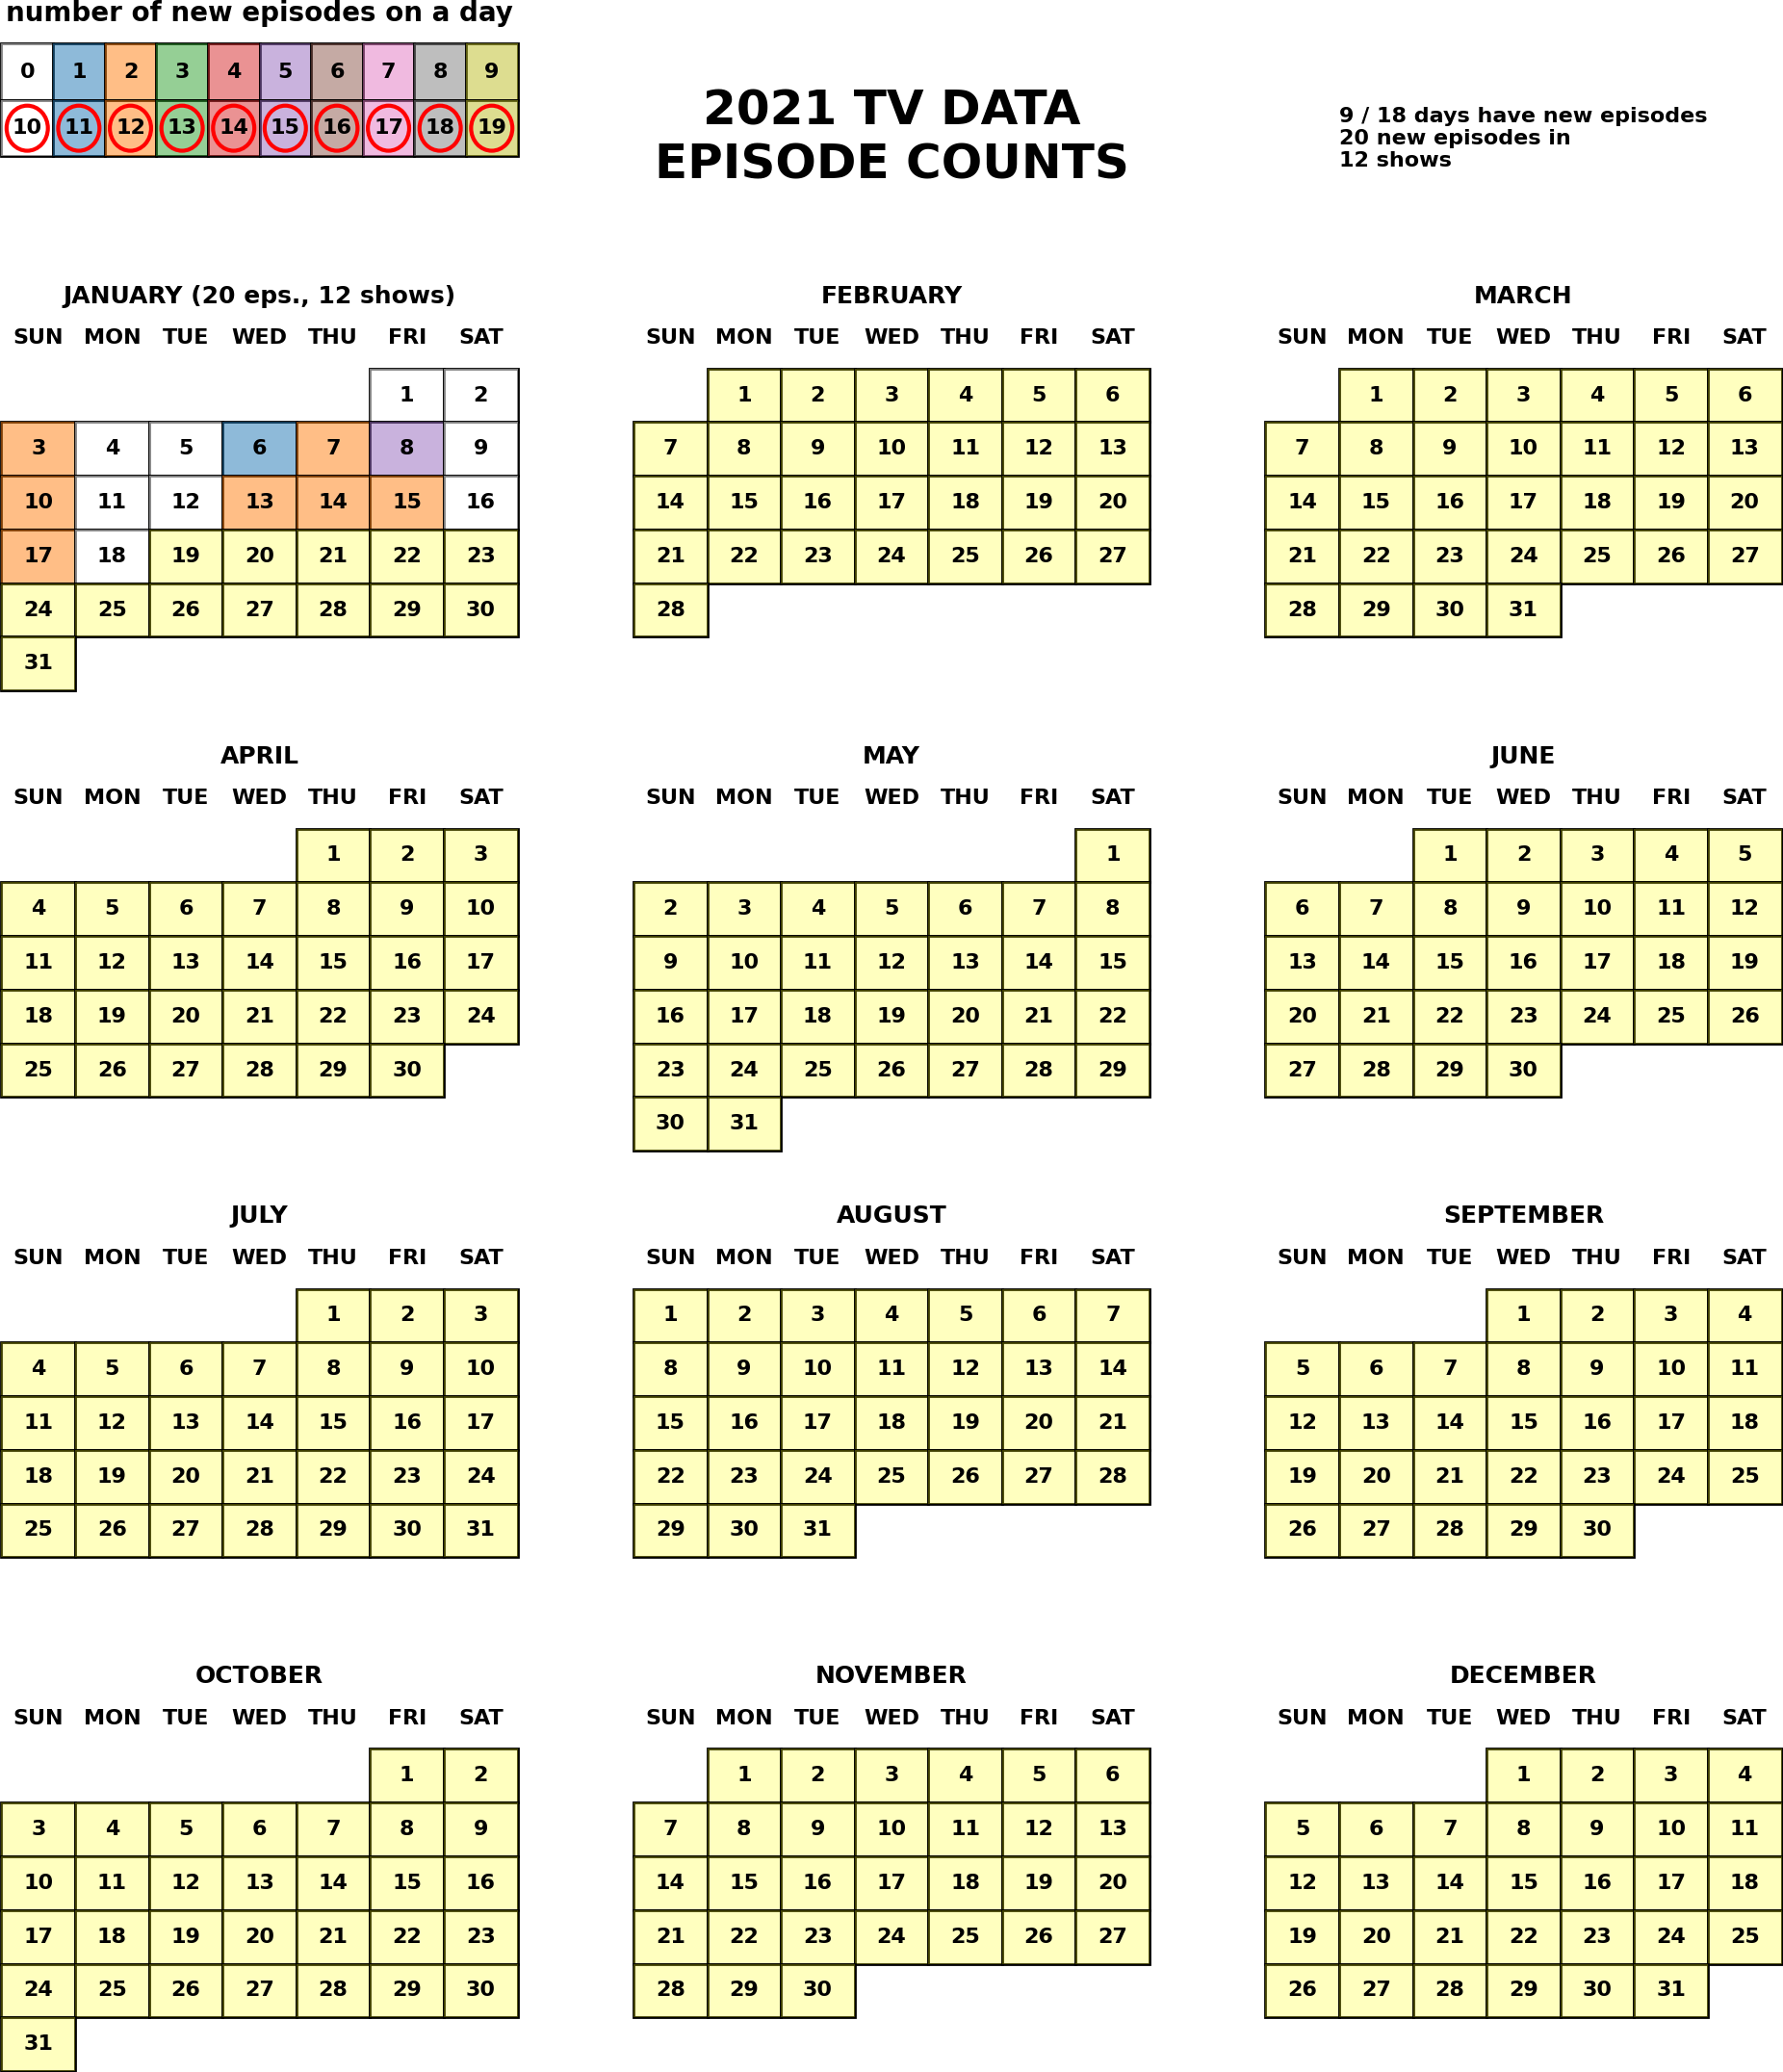 number of new episodes on a day
0 1 2 3 4 5 6 7 8 9
10 11 12 13 14 15 16 17 18 19
2021 TV DATA
EPISODE COUNTS
9 / 18 days have new episodes
20 new episodes in
12 shows
JANUARY (20 eps., 12 shows)
SUN MON TUE WED THU FRI SAT
1 2
3 4 5 6 7 8 9
10 11 12 13 14 15 16
17 18 19 20 21 22 23
24 25 26 27 28 29 30
31
FEBRUARY
SUN MON TUE WED THU FRI SAT
1 2 3 4 5 6
7 8 9 10 11 12 13
14 15 16 17 18 19 20
21 22 23 24 25 26 27
28
MARCH
SUN MON TUE WED THU FRI SAT
1 2 3 4 5 6
7 8 9 10 11 12 13
14 15 16 17 18 19 20
21 22 23 24 25 26 27
28 29 30 31
APRIL
SUN MON TUE WED THU FRI SAT
1 2 3
4 5 6 7 8 9 10
11 12 13 14 15 16 17
18 19 20 21 22 23 24
25 26 27 28 29 30
MAY
SUN MON TUE WED THU FRI SAT
1
2 3 4 5 6 7 8
9 10 11 12 13 14 15
16 17 18 19 20 21 22
23 24 25 26 27 28 29
30 31
JUNE
SUN MON TUE WED THU FRI SAT
1 2 3 4 5
6 7 8 9 10 11 12
13 14 15 16 17 18 19
20 21 22 23 24 25 26
27 28 29 30
JULY
SUN MON TUE WED THU FRI SAT
1 2 3
4 5 6 7 8 9 10
11 12 13 14 15 16 17
18 19 20 21 22 23 24
25 26 27 28 29 30 31
AUGUST
SUN MON TUE WED THU FRI SAT
1 2 3 4 5 6 7
8 9 10 11 12 13 14
15 16 17 18 19 20 21
22 23 24 25 26 27 28
29 30 31
SEPTEMBER
SUN MON TUE WED THU FRI SAT
1 2 3 4
5 6 7 8 9 10 11
12 13 14 15 16 17 18
19 20 21 22 23 24 25
26 27 28 29 30
OCTOBER
SUN MON TUE WED THU FRI SAT
1 2
3 4 5 6 7 8 9
10 11 12 13 14 15 16
17 18 19 20 21 22 23
24 25 26 27 28 29 30
31
NOVEMBER
SUN MON TUE WED THU FRI SAT
1 2 3 4 5 6
7 8 9 10 11 12 13
14 15 16 17 18 19 20
21 22 23 24 25 26 27
28 29 30
DECEMBER
SUN MON TUE WED THU FRI SAT
1 2 3 4
5 6 7 8 9 10 11
12 13 14 15 16 17 18
19 20 21 22 23 24 25
26 27 28 29 30 31